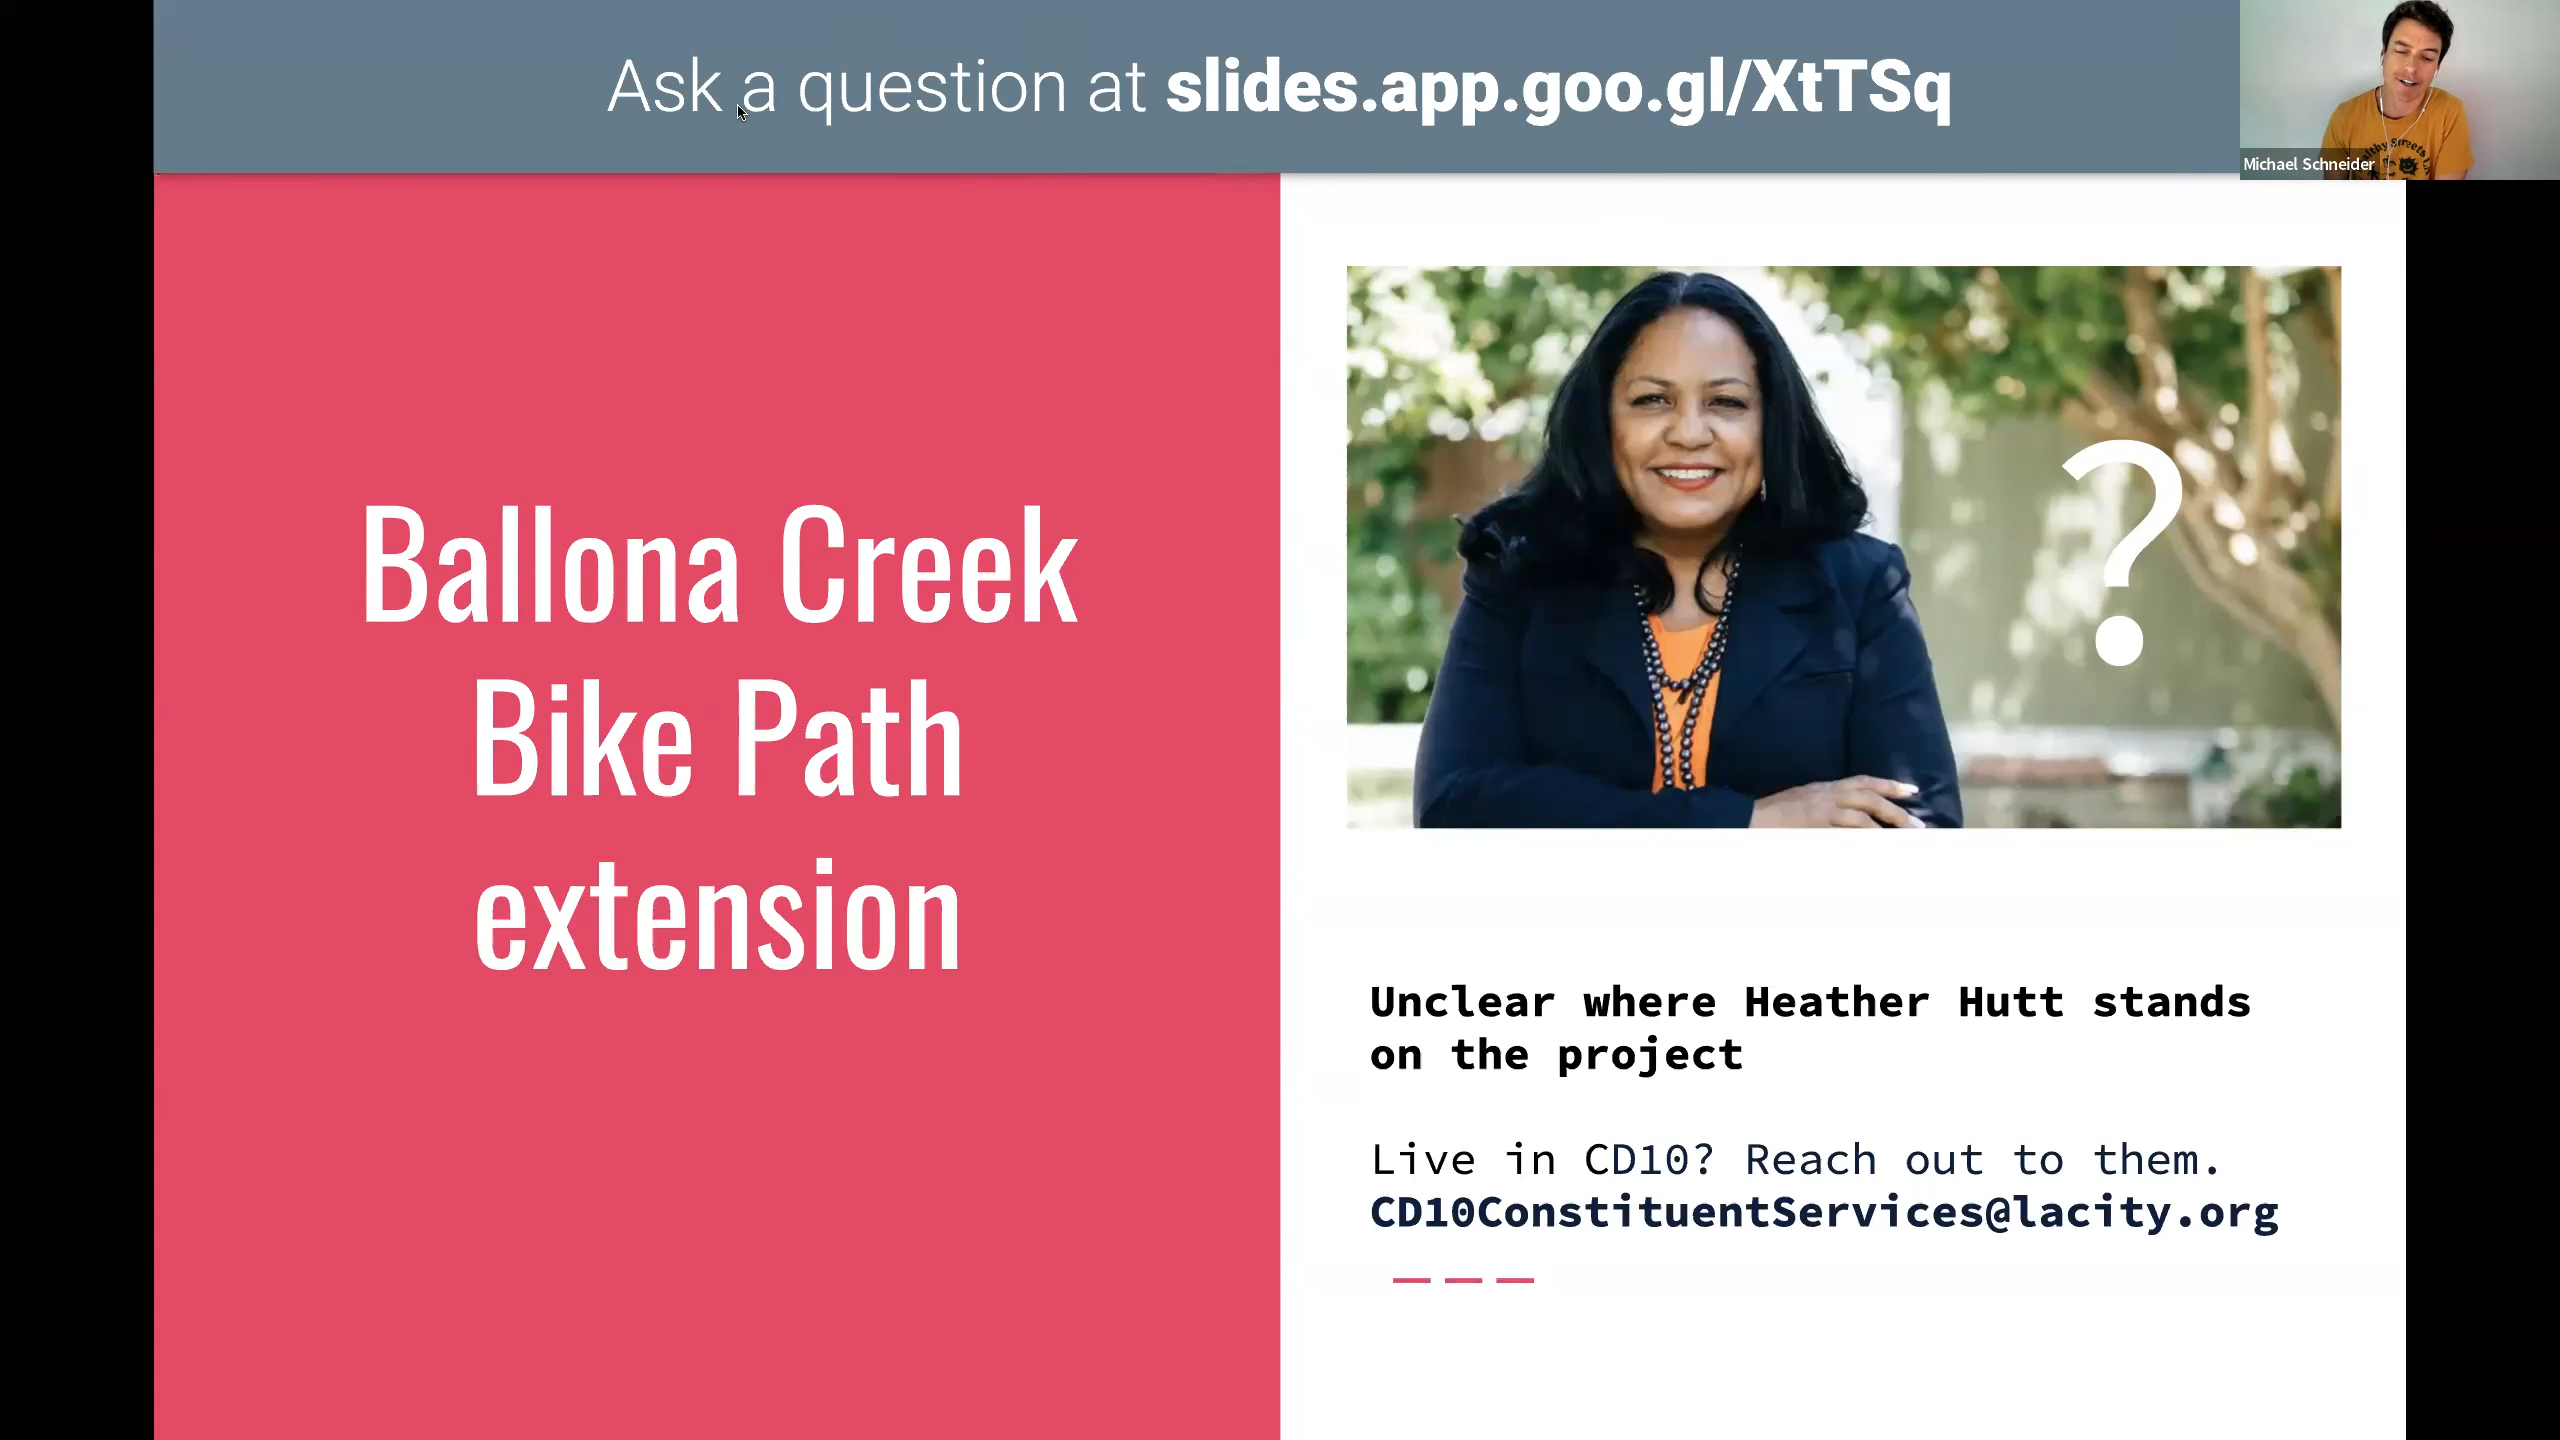 Ask a question at slides.app.goo.gl/XtTSq
Michael Schneider
Ballona Creek
Bike Path
extension
?
Unclear where Heather Hutt stands
on the project
Live in CD10? Reach out to them.
CD10ConstituentServices@lacity.org